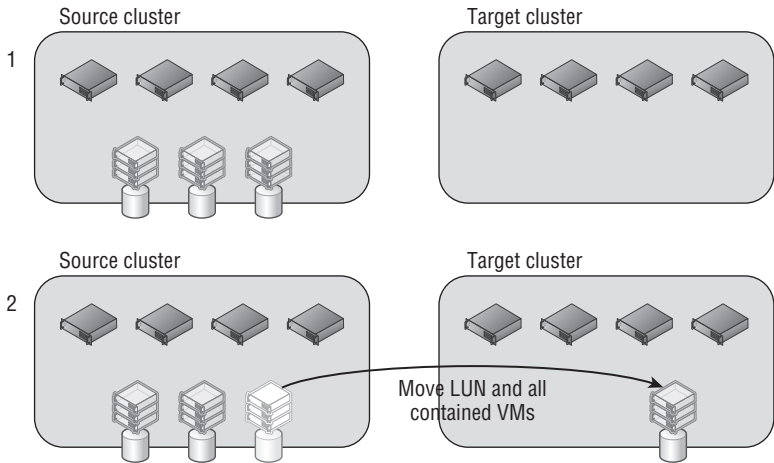 Source cluster
Target cluster
1
Source cluster
Target cluster
2
Move LUN and all
contained VMs